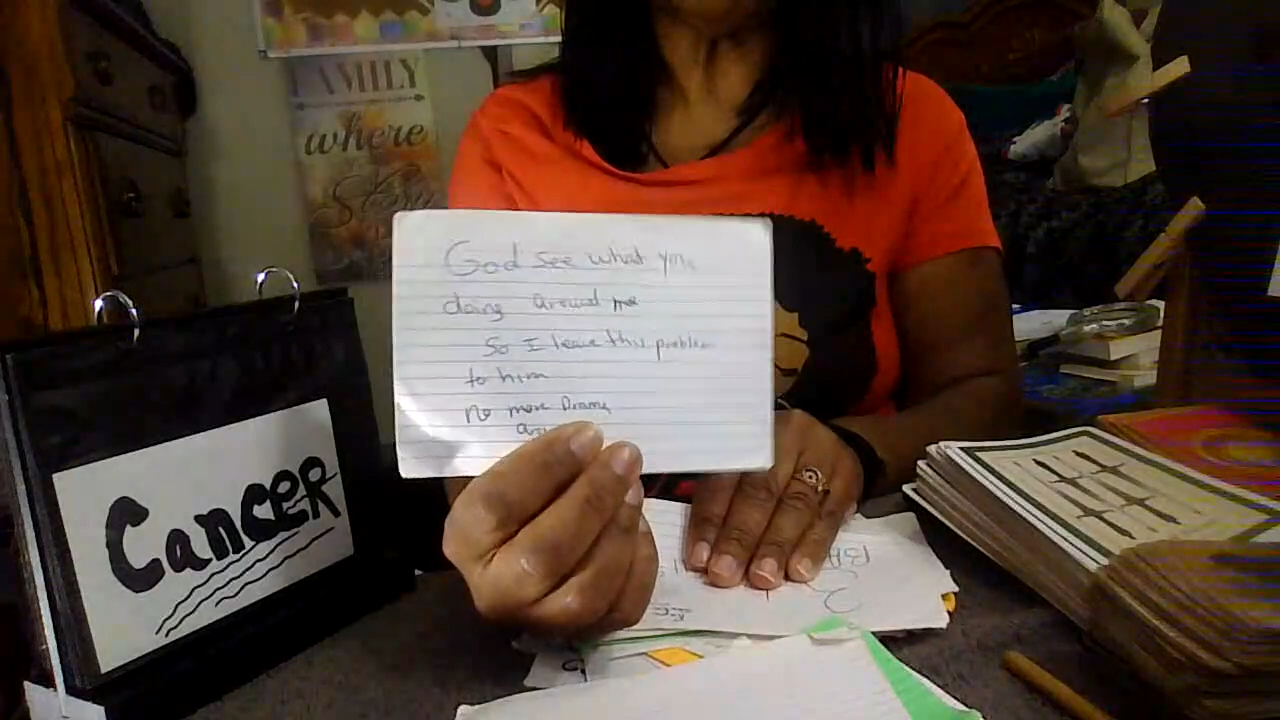 FAMILY
where
God see what you
doing around me
So I leave this problem
to him
no more Drama
CanceR